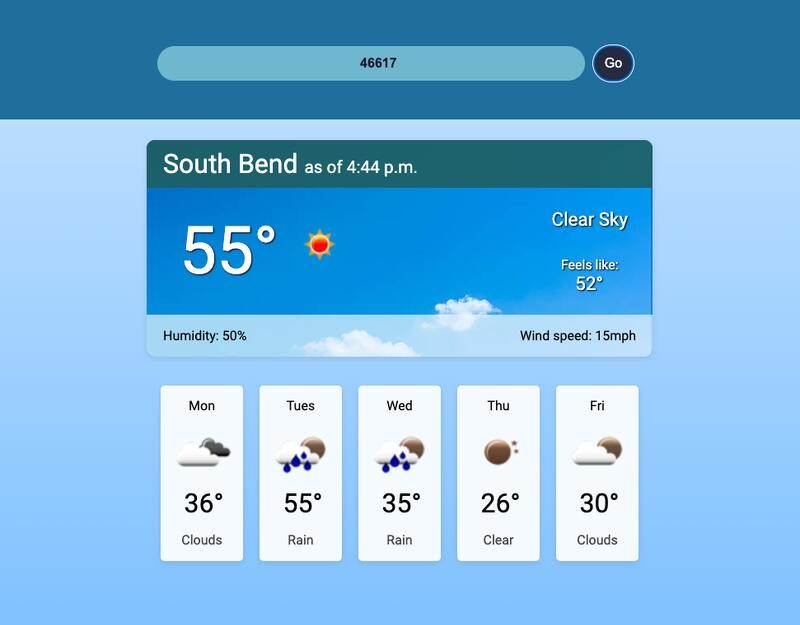 46617
Go
South Bend as of 4:44 p.m.
55°
Clear Sky
Feels like:
52°
Humidity: 50%
Wind speed: 15mph
Mon
Tues
Wed
Thu
Fri
36°
55°
35°
26°
30°
Clouds
Rain
Rain
Clear
Clouds